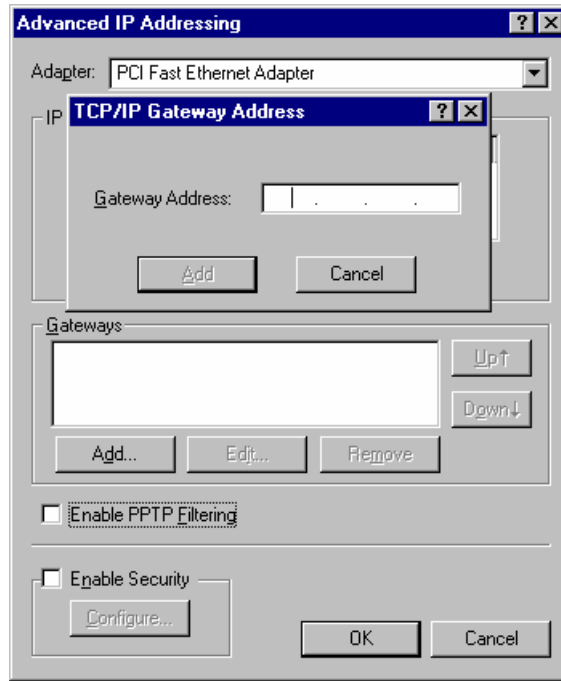 Advanced IP Addressing
Adapter: PCI Fast Ethernet Adapter
IP
TCP/IP Gateway Address
Gateway Address: . . .
Add Cancel
Gateways
Up↑
Down↓
Add... Edit... Remove
Enable PPTP Filtering
Enable Security
Configure...
OK Cancel